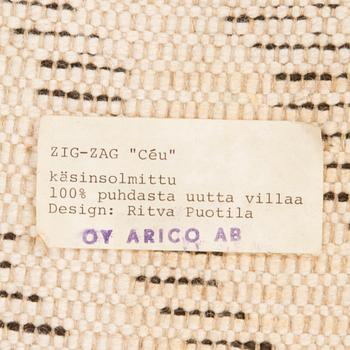 ZIG-ZAG "Céu"
käsinsolmittu
100% puhdasta uutta villaa
Design: Ritva Puotila
OY ARICO AB